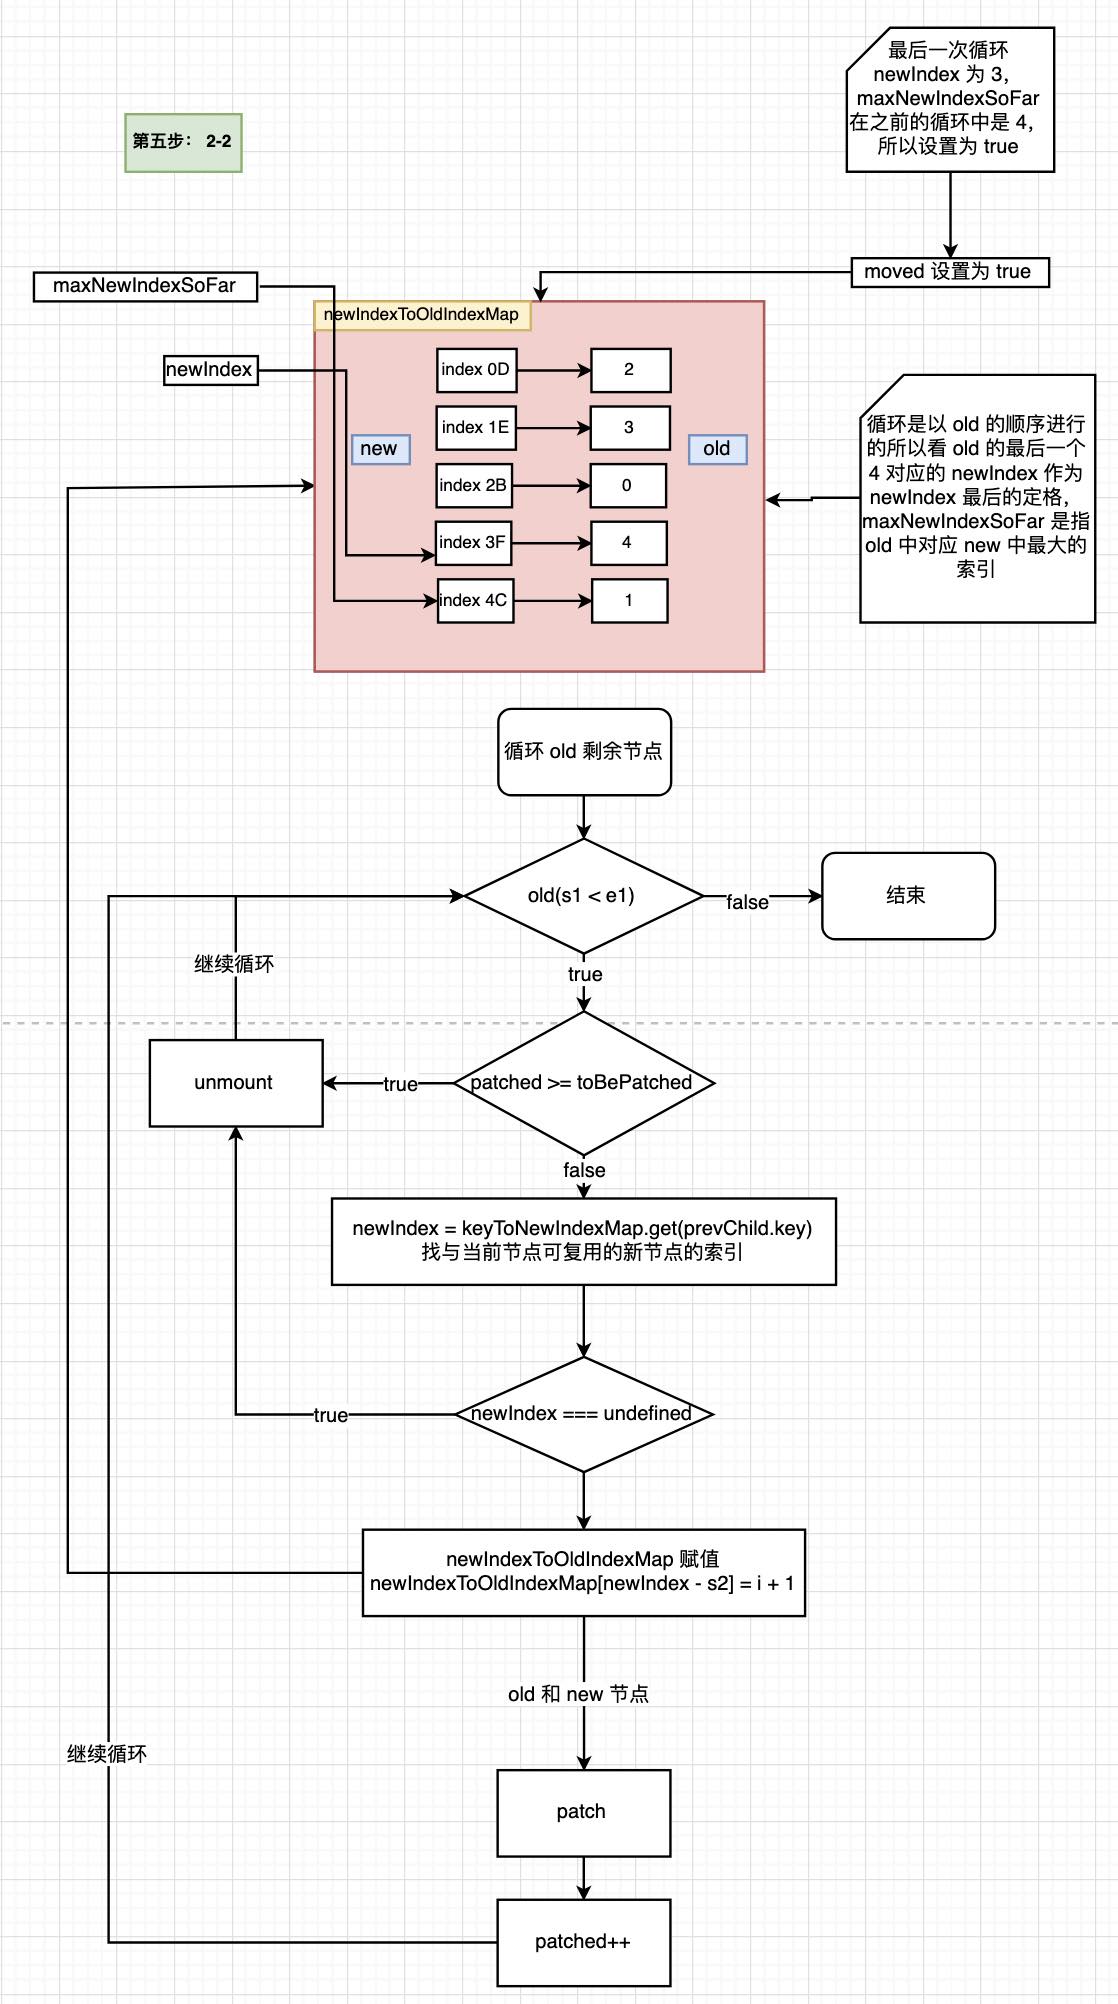 最后一次循环
newIndex 为 3，
maxNewIndexSoFar
在之前的循环中是 4，
所以设置为 true
第五步： 2-2
moved 设置为 true
maxNewIndexSoFar
newIndexToOldIndexMap
newIndex
index 0D
2
index 1E
3
new
old
index 2B
0
index 3F
4
index 4C
1
循环是以 old 的顺序进行
的所以看 old 的最后一个
4 对应的 newIndex 作为
newIndex 最后的定格，
maxNewIndexSoFar 是指
old 中对应 new 中最大的
索引
循环 old 剩余节点
old(s1 < e1)
false
结束
继续循环
true
unmount
true
patched >= toBePatched
false
newIndex = keyToNewIndexMap.get(prevChild.key)
找与当前节点可复用的新节点的索引
true
newIndex === undefined
newIndexToOldIndexMap 赋值
newIndexToOldIndexMap[newIndex - s2] = i + 1
old 和 new 节点
继续循环
patch
patched++